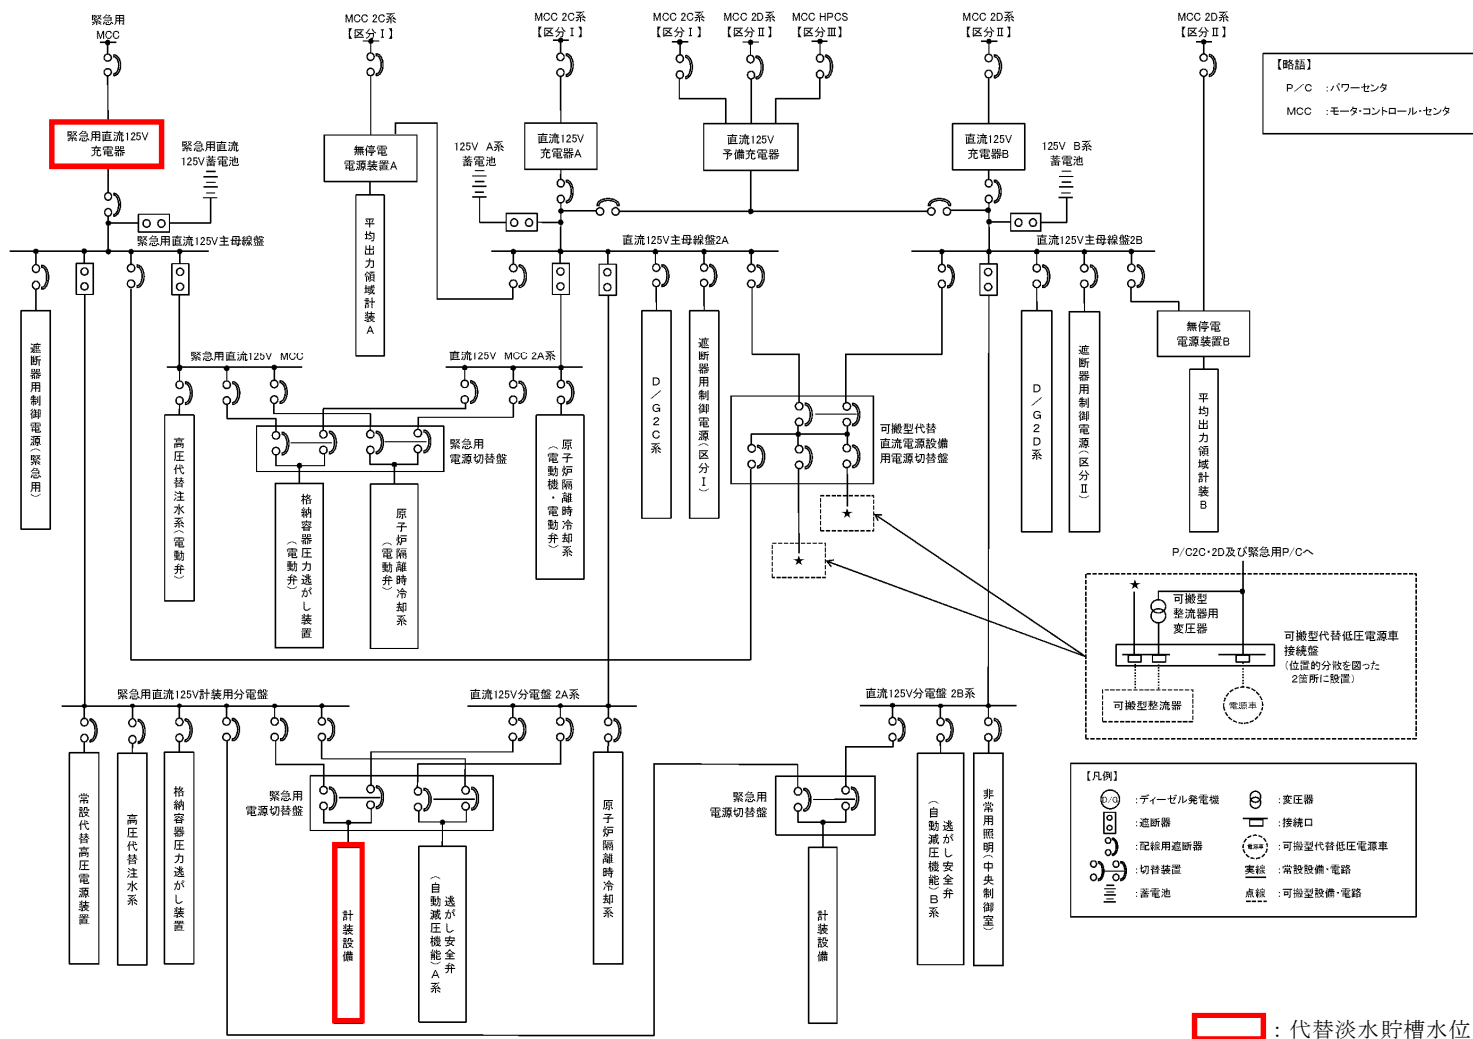 緊急用
MCC
MCC 2C系
【区分Ⅰ】
MCC 2C系
【区分Ⅰ】
MCC 2C系
【区分Ⅰ】
MCC 2D系
【区分Ⅱ】
MCC HPCS
【区分Ⅲ】
MCC 2D系
【区分Ⅱ】
MCC 2D系
【区分Ⅱ】
【略語】
P/C :パワーセンタ
MCC :モータ・コントロール・センタ
緊急用直流125V
充電器
緊急用直流
125V蓄電池
無停電
電源装置A
125V A系
蓄電池
直流125V
充電器A
直流125V
予備充電器
直流125V
充電器B
125V B系
蓄電池
緊急用直流125V主母線盤
平均出力領域計装A
直流125V主母線盤2A
直流125V主母線盤2B
無停電
電源装置B
遮断器用制御電源(緊急用)
緊急用直流125V MCC
直流125V MCC 2A系
D/G2C系
遮断器用制御電源(区分Ⅰ)
D/G2D系
遮断器用制御電源(区分Ⅱ)
平均出力領域計装B
高圧代替注水系(電動弁)
緊急用
電源切替盤
格納容器圧力逃がし装置
(電動弁)
原子炉隔離時冷却系
(電動弁)
原子炉隔離時冷却系
(電動機・電動弁)
可搬型代替
直流電源設備
用電源切替盤
★
★
P/C2C・2D及び緊急用P/Cへ
★
可搬型
整流器用
変圧器
可搬型代替低圧電源車
接続盤
(位置的分散を図った
2箇所に設置)
可搬型整流器
電源車
緊急用直流125V計装用分電盤
直流125V分電盤 2A系
直流125V分電盤 2B系
常設代替高圧電源装置
高圧代替注水系
格納容器圧力逃がし装置
緊急用
電源切替盤
計装設備
逃がし安全弁
(自動減圧機能)A系
原子炉隔離時冷却系
緊急用
電源切替盤
計装設備
逃がし安全弁
(自動減圧機能)B系
非常用照明(中央制御室)
【凡例】
D/G :ディーゼル発電機
:変圧器
:遮断器
:接続口
:配線用遮断器
電源車 :可搬型代替低圧電源車
:切替装置
実線 :常設設備・電路
:蓄電池
点線 :可搬型設備・電路
:代替淡水貯槽水位